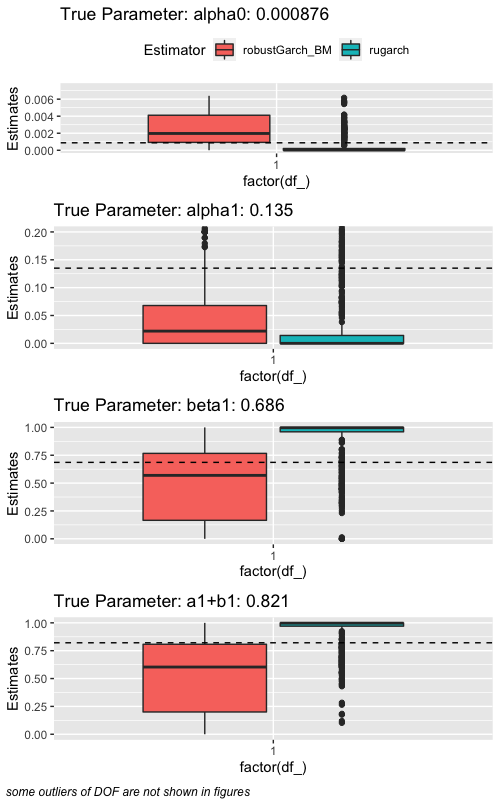 True Parameter: alpha0: 0.000876
Estimator robustGarch_BM rugarch
Estimates
0.006
0.004
0.002
0.000
1
factor(df_)
True Parameter: alpha1: 0.135
Estimates
0.20
0.15
0.10
0.05
0.00
1
factor(df_)
True Parameter: beta1: 0.686
Estimates
1.00
0.75
0.50
0.25
0.00
1
factor(df_)
True Parameter: a1+b1: 0.821
Estimates
1.00
0.75
0.50
0.25
0.00
1
factor(df_)
some outliers of DOF are not shown in figures